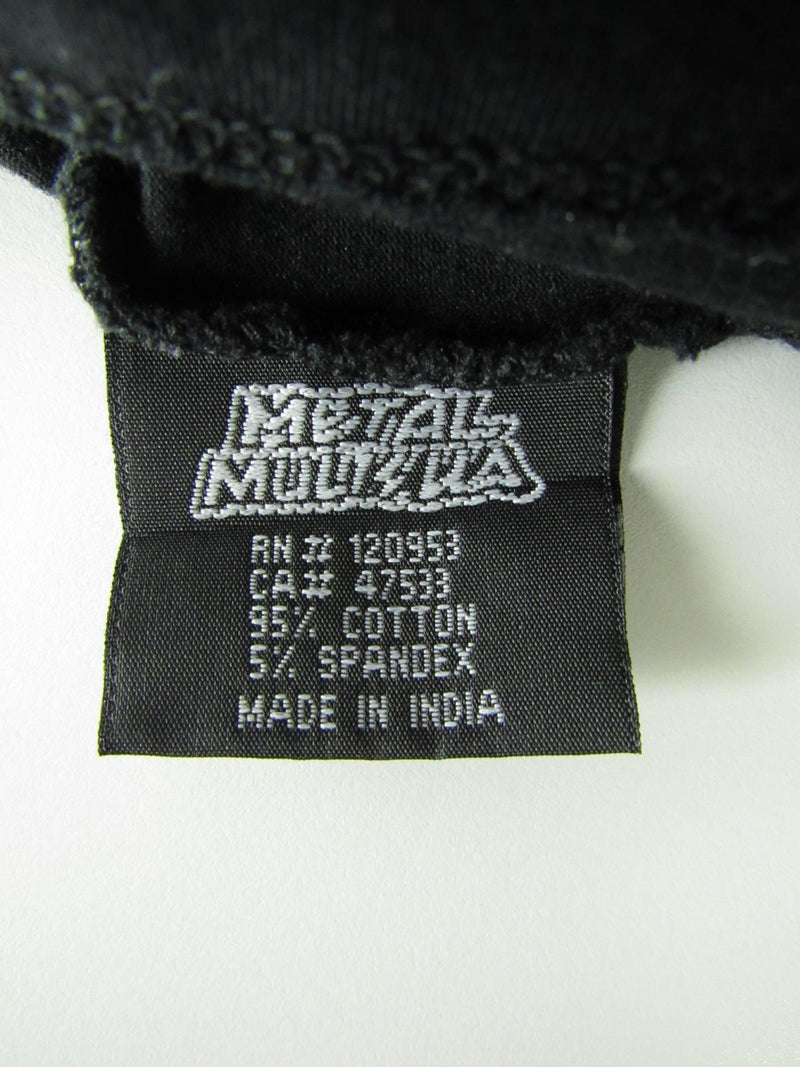 METAL
MULISHA
RN # 120953
CA# 47533
95% COTTON
5% SPANDEX
MADE IN INDIA